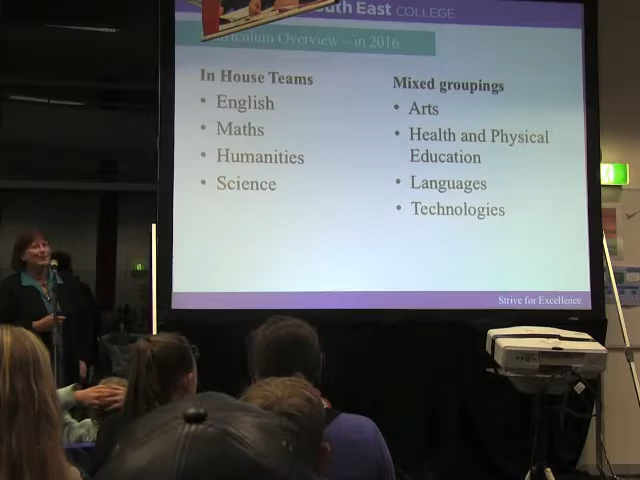 uth East COLLEGE
Curriculum Overview – in 2016
In House Teams
• English
• Maths
• Humanities
• Science
Mixed groupings
• Arts
• Health and Physical
Education
• Languages
• Technologies
Strive for Excellence